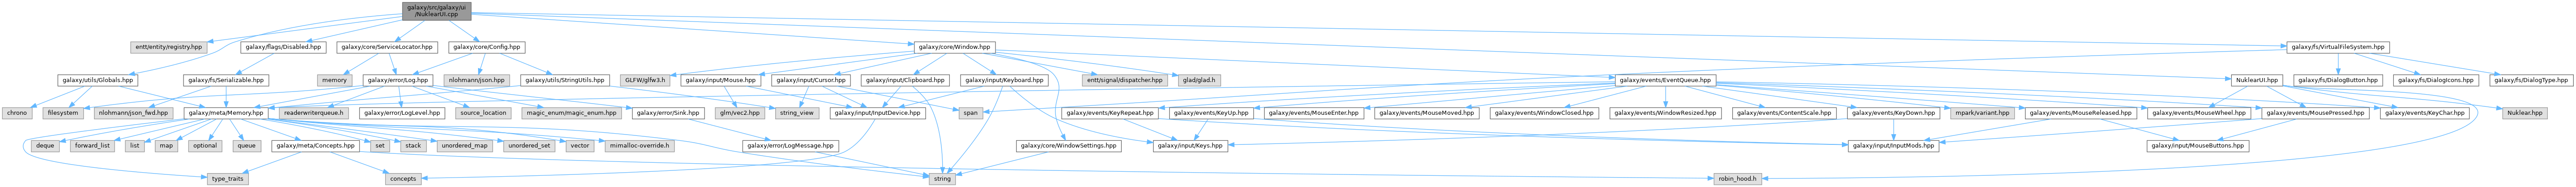 galaxy/src/galaxy/ui
/NuklearUI.cpp
entt/entity/registry.hpp
galaxy/flags/Disabled.hpp
galaxy/core/ServiceLocator.hpp
galaxy/core/Config.hpp
galaxy/core/Window.hpp
galaxy/fs/VirtualFileSystem.hpp
galaxy/utils/Globals.hpp
galaxy/fs/Serializable.hpp
memory
galaxy/error/Log.hpp
nlohmann/json.hpp
galaxy/utils/StringUtils.hpp
GLFW/glfw3.h
galaxy/input/Mouse.hpp
galaxy/input/Cursor.hpp
galaxy/input/Clipboard.hpp
galaxy/input/Keyboard.hpp
entt/signal/dispatcher.hpp
glad/glad.h
galaxy/events/EventQueue.hpp
NuklearUI.hpp
galaxy/fs/DialogButton.hpp
galaxy/fs/DialogIcons.hpp
galaxy/fs/DialogType.hpp
chrono
filesystem
nlohmann/json_fwd.hpp
galaxy/meta/Memory.hpp
readerwriterqueue.h
galaxy/error/LogLevel.hpp
source_location
magic_enum/magic_enum.hpp
galaxy/error/Sink.hpp
glm/vec2.hpp
string_view
galaxy/input/InputDevice.hpp
span
galaxy/events/KeyRepeat.hpp
galaxy/events/KeyUp.hpp
galaxy/events/MouseEnter.hpp
galaxy/events/MouseMoved.hpp
galaxy/events/WindowClosed.hpp
galaxy/events/WindowResized.hpp
galaxy/events/ContentScale.hpp
galaxy/events/KeyDown.hpp
mpark/variant.hpp
galaxy/events/MouseReleased.hpp
galaxy/events/MouseWheel.hpp
galaxy/events/MousePressed.hpp
galaxy/events/KeyChar.hpp
Nuklear.hpp
deque
forward_list
list
map
optional
queue
galaxy/meta/Concepts.hpp
set
stack
unordered_map
unordered_set
vector
mimalloc-override.h
galaxy/error/LogMessage.hpp
galaxy/core/WindowSettings.hpp
galaxy/input/Keys.hpp
galaxy/input/InputMods.hpp
galaxy/input/MouseButtons.hpp
type_traits
concepts
string
robin_hood.h